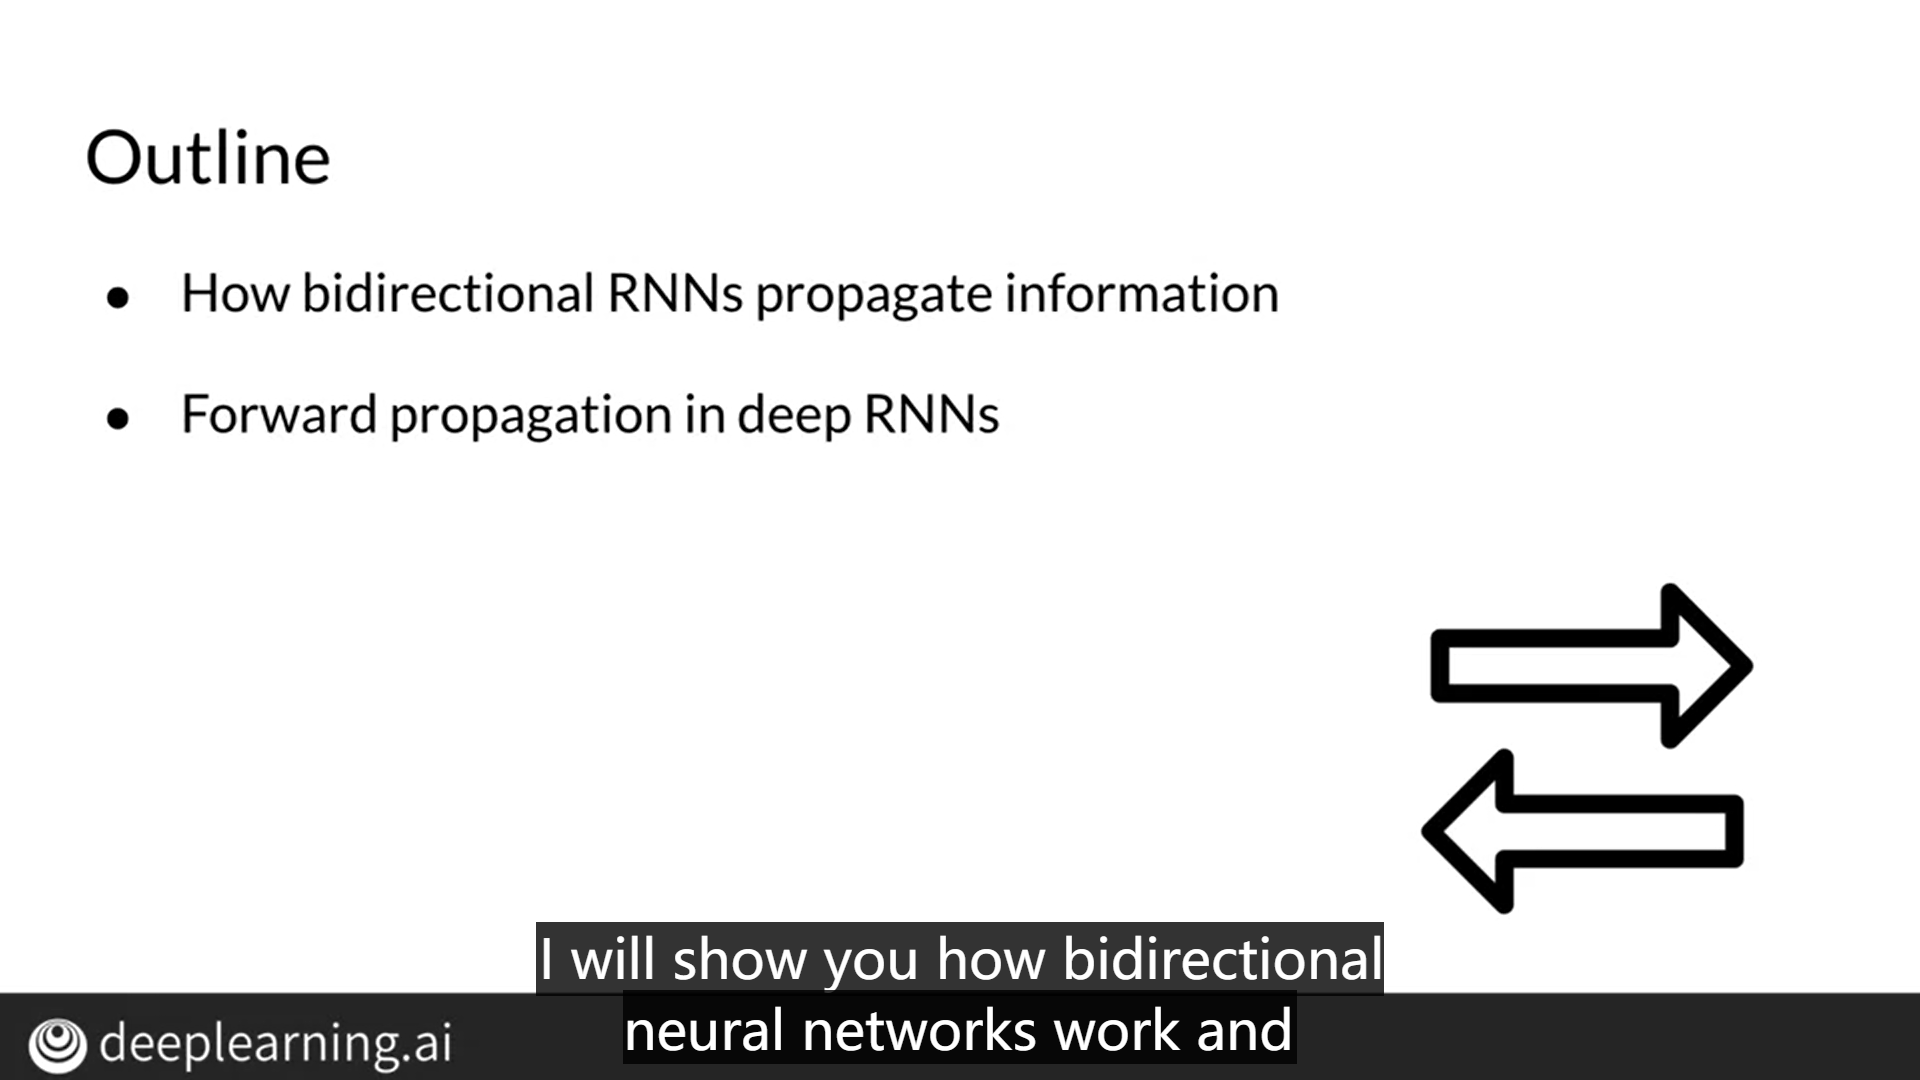 Outline
● How bidirectional RNNs propagate information
● Forward propagation in deep RNNs
I will show you how bidirectional
neural networks work and
deeplearning.ai